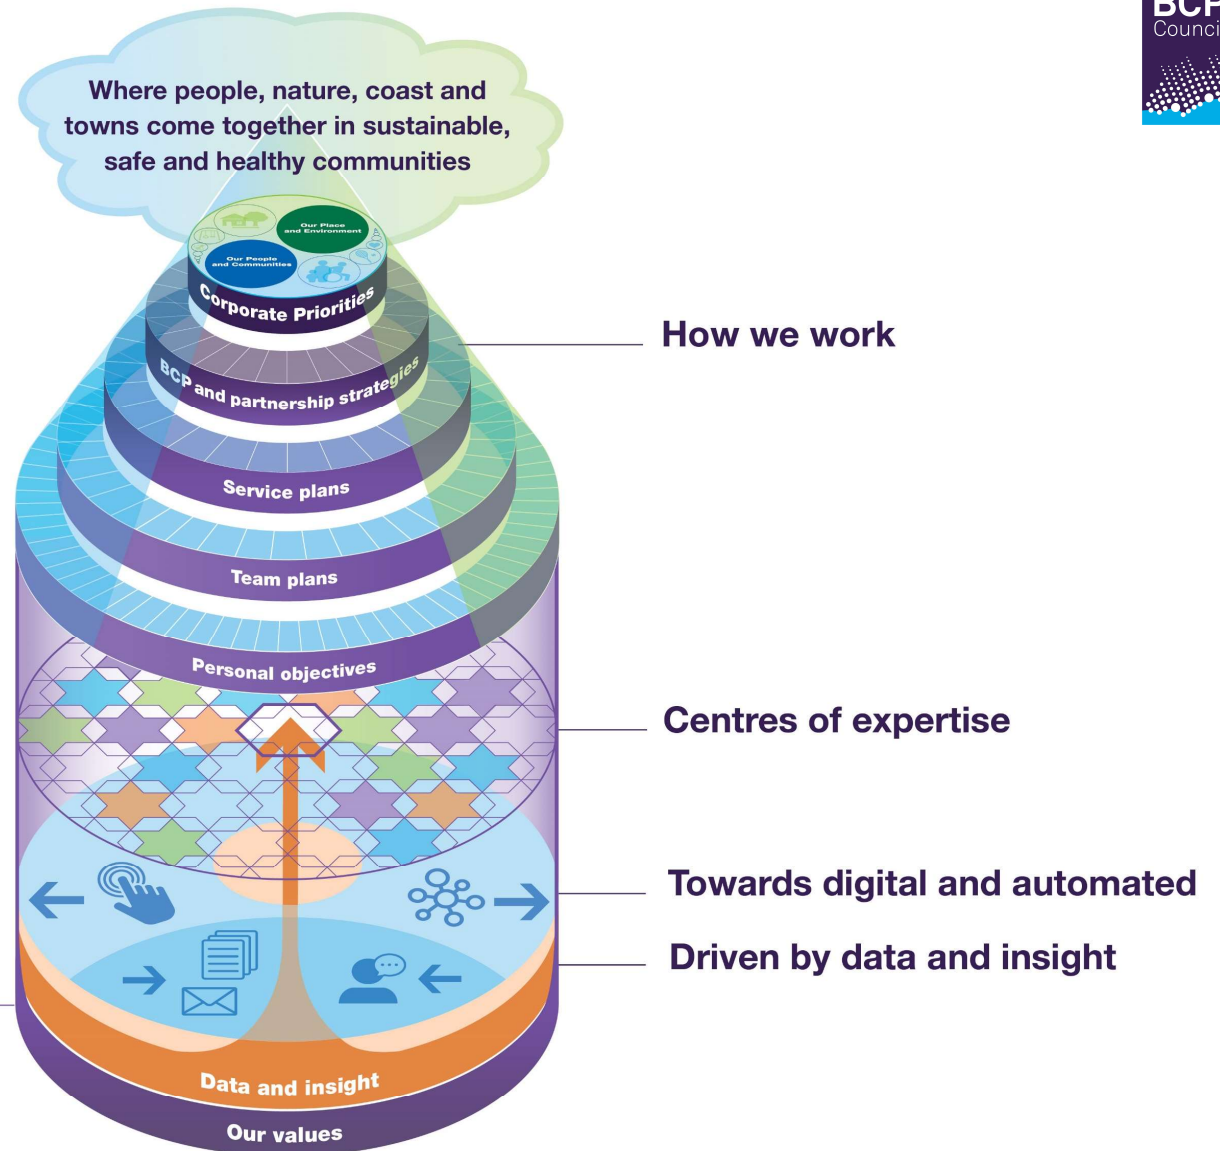 BCP
Council
Where people, nature, coast and
towns come together in sustainable,
safe and healthy communities
Our Place
and Environment
Our People
and Communities
Corporate Priorities
How we work
BCP and partnership strategies
Service plans
Team plans
Personal objectives
Centres of expertise
Towards digital and automated
Driven by data and insight
Data and insight
Our values